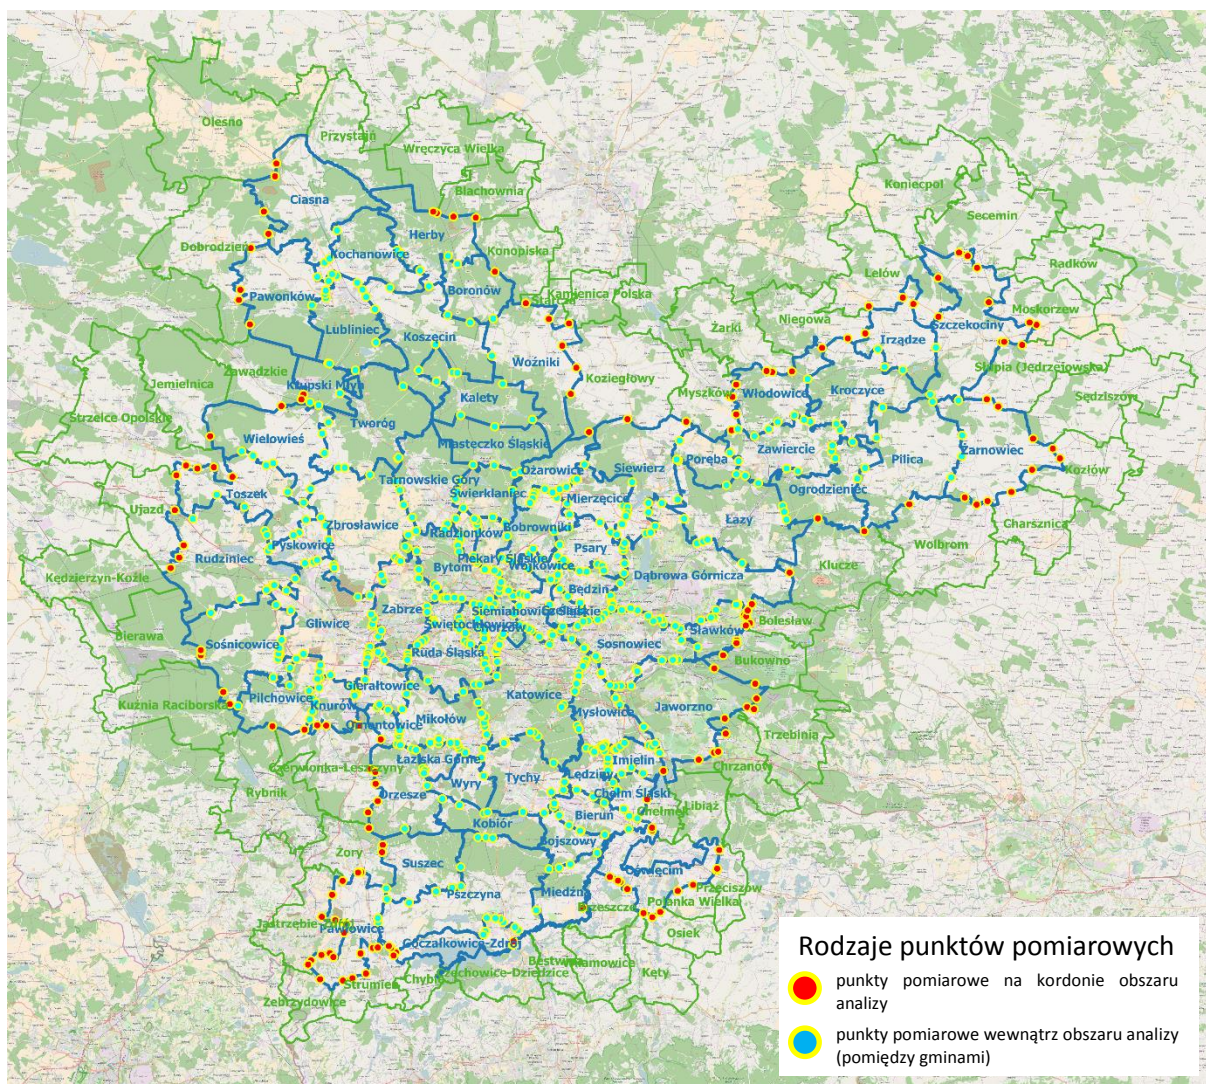 Olesno
Przystajń
Wręczyca Wielka
Blachownia
Koniecpol
Ciasna
Secemin
Herby
Dobrodzień
Kochanowice
Konopiska
Radków
Lelów
Pawonków
Boronów
Kamienica Polska
Niegowa
Moskorzew
Żarki
Szczekociny
Lubliniec
Koszęcin
Irządze
Woźniki
Zawadzkie
Słupia (Jędrzejowska)
Jemielnica
Koziegłowy
Krupski Młyn
Myszków
Włodowice
Kroczyce
Sędziszów
Kalety
Strzelce Opolskie
Tworóg
Wielowieś
Miasteczko Śląskie
Zawiercie
Pilica
Żarnowiec
Siewierz
Poręba
Ożarowice
Kozłów
Tarnowskie Góry
Ogrodzieniec
Toszek
Świerklaniec
Mierzęcice
Ujazd
Łazy
Charsznica
Zbrosławice
Bobrowniki
Radzionków
Wolbrom
Pyskowice
Psary
Rudziniec
Piekary Śląskie
Wojkowice
Klucze
Kędzierzyn-Koźle
Bytom
Dąbrowa Górnicza
Będzin
Zabrze
Siemianowice Śląskie
Czeladź
Bolesław
Gliwice
Świętochłowice
Chorzów
Sławków
Bierawa
Sośnicowice
Sosnowiec
Ruda Śląska
Bukowno
Gierałtowice
Pilchowice
Katowice
Kuźnia Raciborska
Knurów
Jaworzno
Mysłowice
Mikołów
Ornontowice
Trzebinia
Łaziska Górne
Imielin
Czerwionka-Leszczyny
Chrzanów
Tychy
Lędziny
Wyry
Rybnik
Orzesze
Chełm Śląski
Libiąż
Bieruń
Chełmek
Kobiór
Bojszowy
Żory
Suszec
Oświęcim
Pszczyna
Miedźna
Przeciszów
Polanka Wielka
Brzeszcze
Jastrzębie-Zdrój
Pawłowice
Osiek
Goczałkowice-Zdrój
Bestwina
Wilamowice
Kęty
Czechowice-Dziedzice
Chybie
Strumień
Zebrzydowice
Rodzaje punktów pomiarowych
punkty pomiarowe na kordonie obszaru
analizy
punkty pomiarowe wewnątrz obszaru analizy
(pomiędzy gminami)